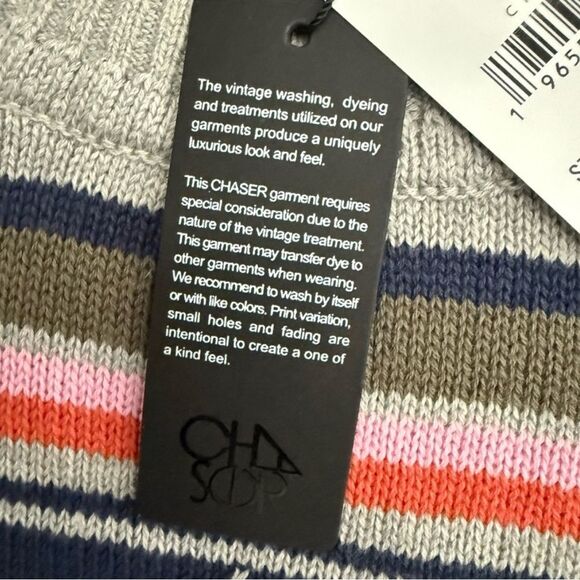 The vintage washing, dyeing
and treatments utilized on our
garments produce a uniquely
luxurious look and feel.
This CHASER garment requires
special consideration due to the
nature of the vintage treatment.
This garment may transfer dye to
other garments when wearing.
We recommend to wash by itself
or with like colors. Print variation,
small holes and fading are
intentional to create a one of
a kind feel.
CHA
1 965